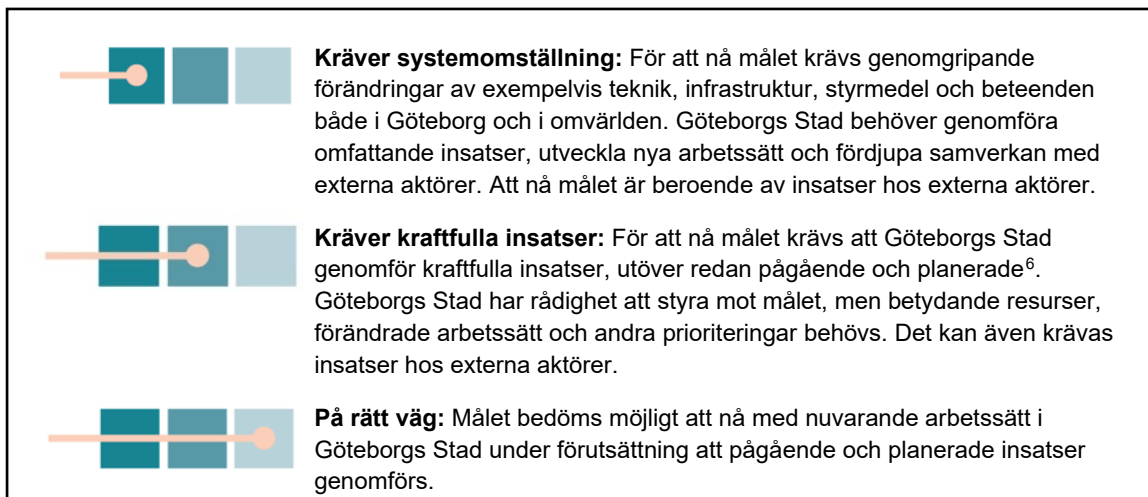 Kräver systemomställning: För att nå målet krävs genomgripande
förändringar av exempelvis teknik, infrastruktur, styrmedel och beteenden
både i Göteborg och i omvärlden. Göteborgs Stad behöver genomföra
omfattande insatser, utveckla nya arbetssätt och fördjupa samverkan med
externa aktörer. Att nå målet är beroende av insatser hos externa aktörer.
Kräver kraftfulla insatser: För att nå målet krävs att Göteborgs Stad
genomför kraftfulla insatser, utöver redan pågående och planerade⁶.
Göteborgs Stad har rådighet att styra mot målet, men betydande resurser,
förändrade arbetssätt och andra prioriteringar behövs. Det kan även krävas
insatser hos externa aktörer.
På rätt väg: Målet bedöms möjligt att nå med nuvarande arbetssätt i
Göteborgs Stad under förutsättning att pågående och planerade insatser
genomförs.